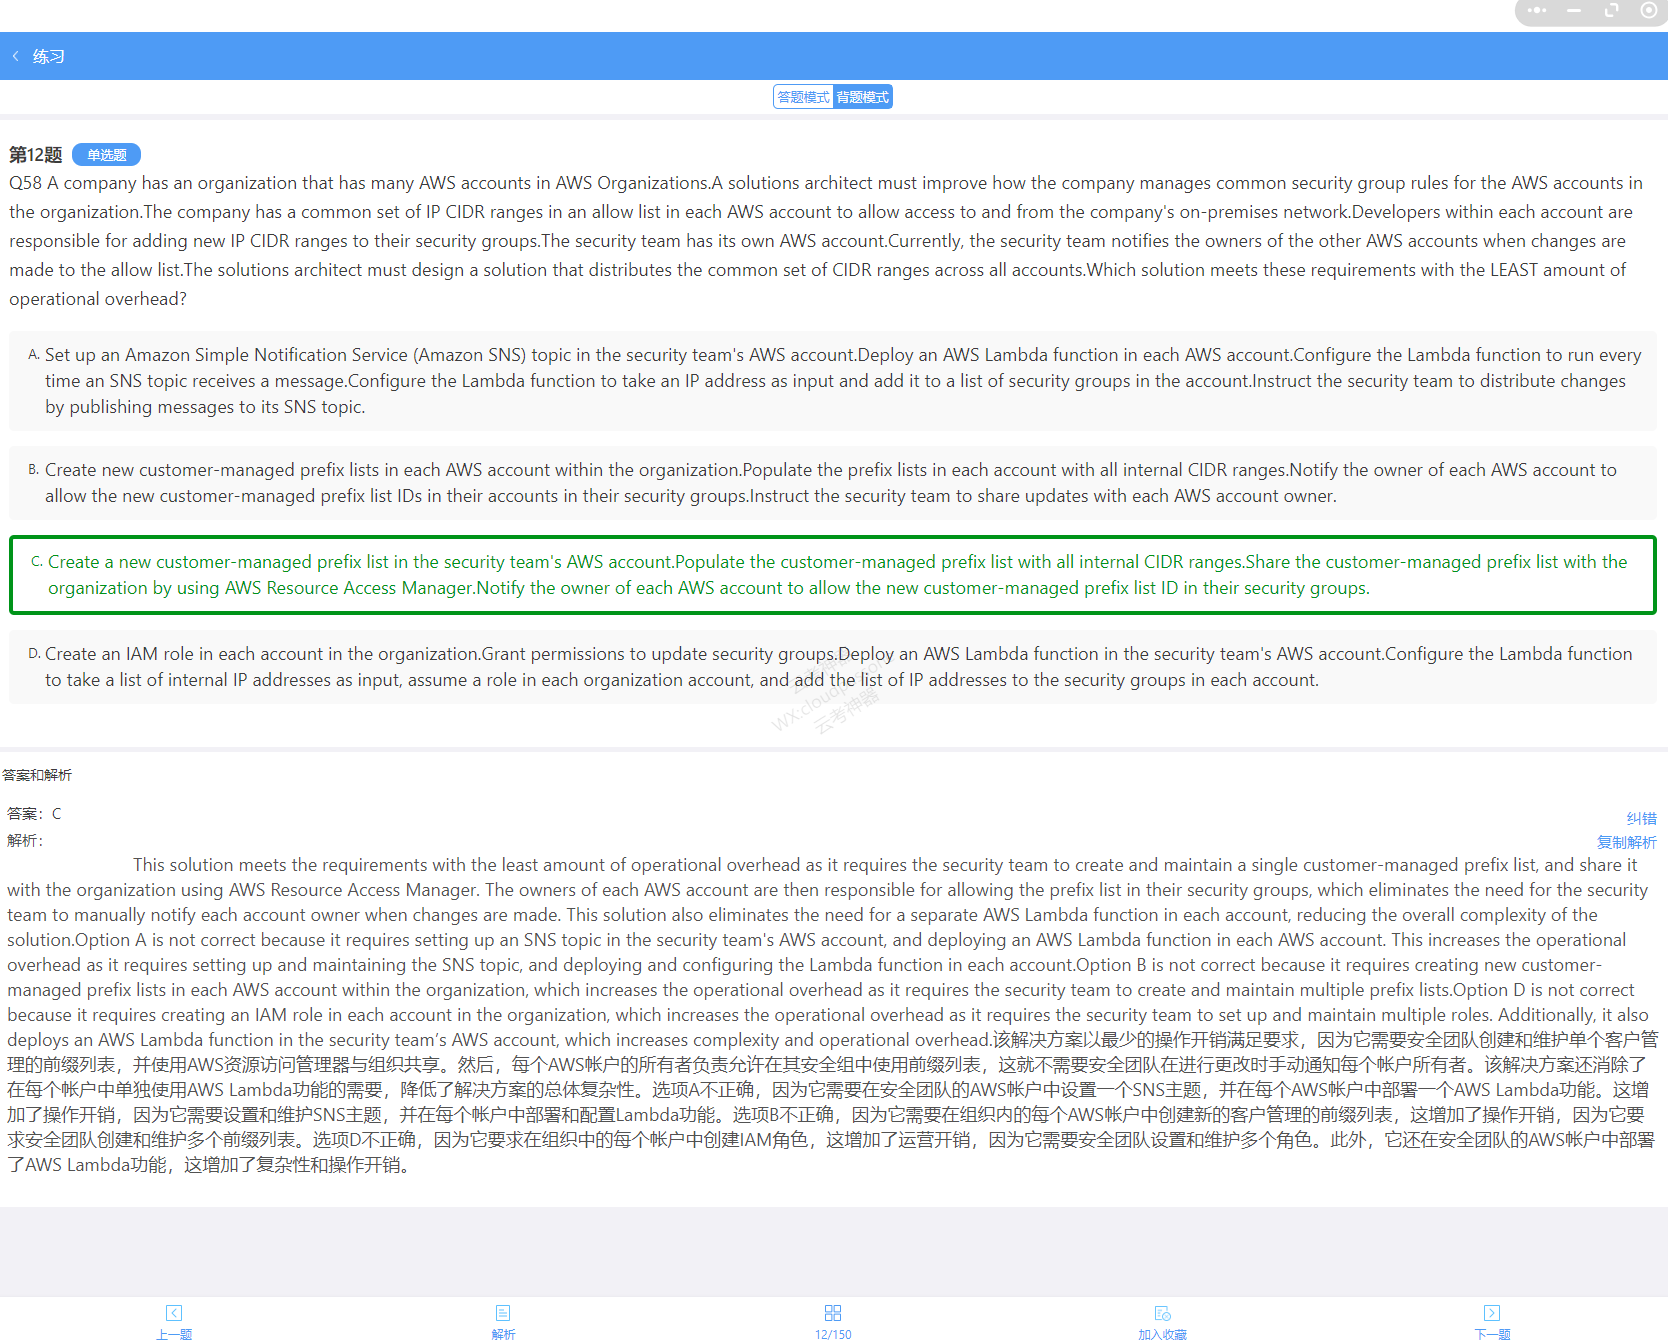 练习
答题模式 背题模式
第12题 单选题
Q58 A company has an organization that has many AWS accounts in AWS Organizations.A solutions architect must improve how the company manages common security group rules for the AWS accounts in
the organization.The company has a common set of IP CIDR ranges in an allow list in each AWS account to allow access to and from the company's on-premises network.Developers within each account are
responsible for adding new IP CIDR ranges to their security groups.The security team has its own AWS account.Currently, the security team notifies the owners of the other AWS accounts when changes are
made to the allow list.The solutions architect must design a solution that distributes the common set of CIDR ranges across all accounts.Which solution meets these requirements with the LEAST amount of
operational overhead?
A. Set up an Amazon Simple Notification Service (Amazon SNS) topic in the security team's AWS account.Deploy an AWS Lambda function in each AWS account.Configure the Lambda function to run every
time an SNS topic receives a message.Configure the Lambda function to take an IP address as input and add it to a list of security groups in the account.Instruct the security team to distribute changes
by publishing messages to its SNS topic.
B. Create new customer-managed prefix lists in each AWS account within the organization.Populate the prefix lists in each account with all internal CIDR ranges.Notify the owner of each AWS account to
allow the new customer-managed prefix list IDs in their accounts in their security groups.Instruct the security team to share updates with each AWS account owner.
C. Create a new customer-managed prefix list in the security team's AWS account.Populate the customer-managed prefix list with all internal CIDR ranges.Share the customer-managed prefix list with the
organization by using AWS Resource Access Manager.Notify the owner of each AWS account to allow the new customer-managed prefix list ID in their security groups.
D. Create an IAM role in each account in the organization.Grant permissions to update security groups.Deploy an AWS Lambda function in the security team's AWS account.Configure the Lambda function
to take a list of internal IP addresses as input, assume a role in each organization account, and add the list of IP addresses to the security groups in each account.
云考神器
答案和解析
答案：C
纠错
解析：
复制解析
This solution meets the requirements with the least amount of operational overhead as it requires the security team to create and maintain a single customer-managed prefix list, and share it
with the organization using AWS Resource Access Manager. The owners of each AWS account are then responsible for allowing the prefix list in their security groups, which eliminates the need for the security
team to manually notify each account owner when changes are made. This solution also eliminates the need for a separate AWS Lambda function in each account, reducing the overall complexity of the
solution.Option A is not correct because it requires setting up an SNS topic in the security team's AWS account, and deploying an AWS Lambda function in each AWS account. This increases the operational
overhead as it requires setting up and maintaining the SNS topic, and deploying and configuring the Lambda function in each account.Option B is not correct because it requires creating new customer-
managed prefix lists in each AWS account within the organization, which increases the operational overhead as it requires the security team to create and maintain multiple prefix lists.Option D is not correct
because it requires creating an IAM role in each account in the organization, which increases the operational overhead as it requires the security team to set up and maintain multiple roles. Additionally, it also
deploys an AWS Lambda function in the security team’s AWS account, which increases complexity and operational overhead.该解决方案以最少的操作开销满足要求，因为它需要安全团队创建和维护单个客户管
理的前缀列表，并使用AWS资源访问管理器与组织共享。然后，每个AWS帐户的所有者负责允许在其安全组中使用前缀列表，这就不需要安全团队在进行更改时手动通知每个帐户所有者。该解决方案还消除了
在每个帐户中单独使用AWS Lambda功能的需要，降低了解决方案的总体复杂性。选项A不正确，因为它需要在安全团队的AWS帐户中设置一个SNS主题，并在每个AWS帐户中部署一个AWS Lambda功能。这增
加了操作开销，因为它需要设置和维护SNS主题，并在每个帐户中部署和配置Lambda功能。选项B不正确，因为它需要在组织内的每个AWS帐户中创建新的客户管理的前缀列表，这增加了操作开销，因为它要
求安全团队创建和维护多个前缀列表。选项D不正确，因为它要求在组织中的每个帐户中创建IAM角色，这增加了运营开销，因为它需要安全团队设置和维护多个角色。此外，它还在安全团队的AWS帐户中部署
了AWS Lambda功能，这增加了复杂性和操作开销。
上一题 解析 12/150 加入收藏 下一题